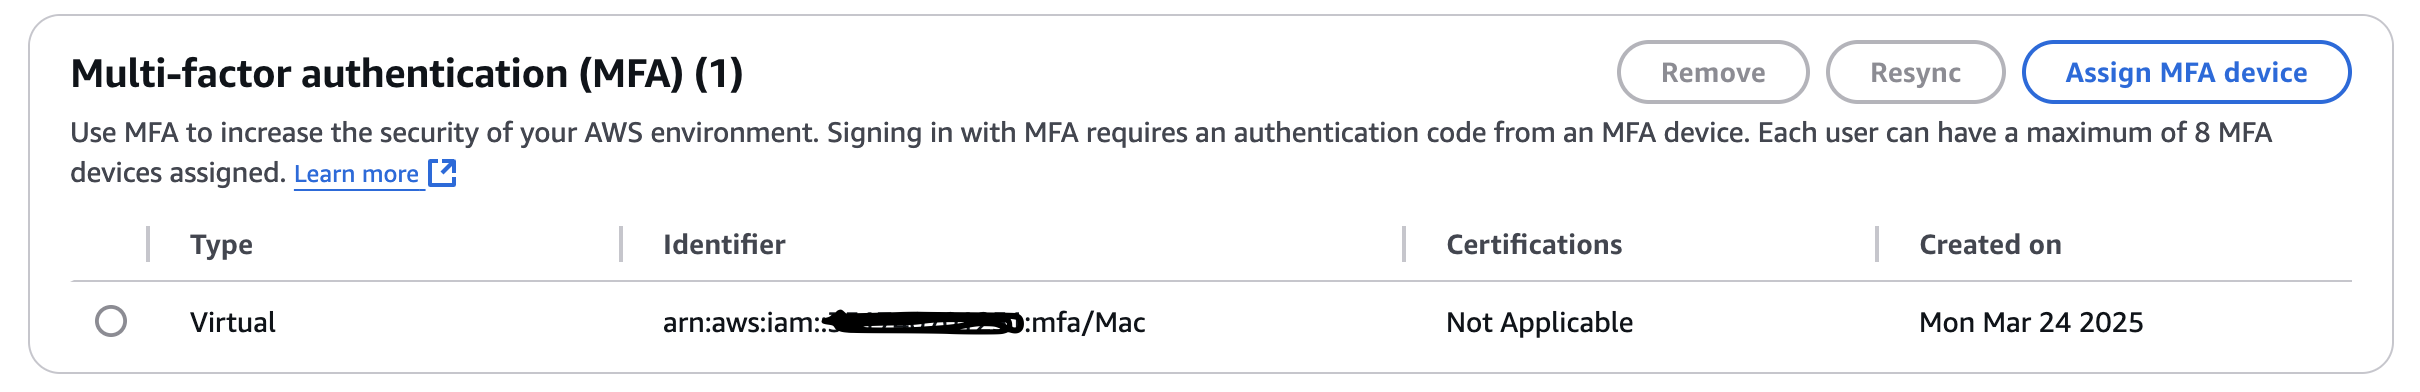 Multi-factor authentication (MFA) (1)
Remove
Resync
Assign MFA device
Use MFA to increase the security of your AWS environment. Signing in with MFA requires an authentication code from an MFA device. Each user can have a maximum of 8 MFA
devices assigned. Learn more
Type
Identifier
Certifications
Created on
Virtual
arn:aws:iam:: :mfa/Mac
Not Applicable
Mon Mar 24 2025